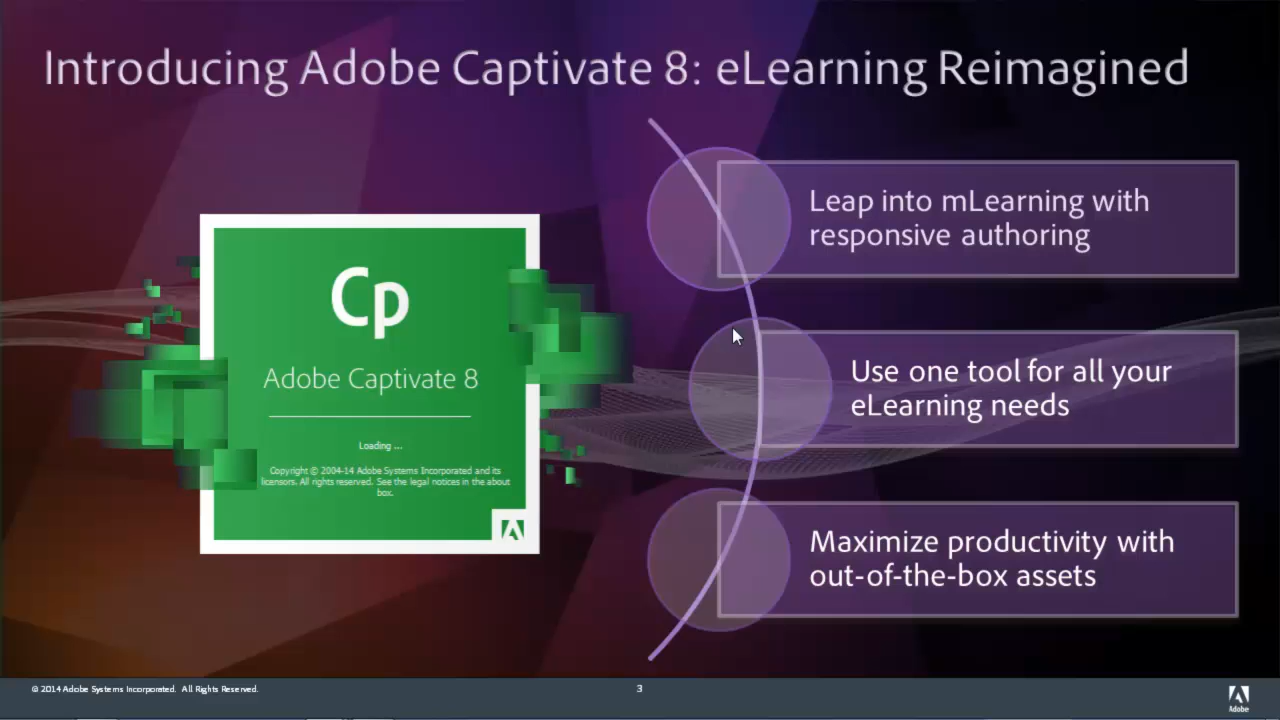 Introducing Adobe Captivate 8: eLearning Reimagined
Cp
Adobe Captivate 8
Loading ...
Copyright © 2004-14 Adobe Systems Incorporated and its
licensors. All rights reserved. See the legal notices in the about
box.
Leap into mLearning with
responsive authoring
Use one tool for all your
eLearning needs
Maximize productivity with
out-of-the-box assets
© 2014 Adobe Systems Incorporated. All Rights Reserved.
3
Adobe